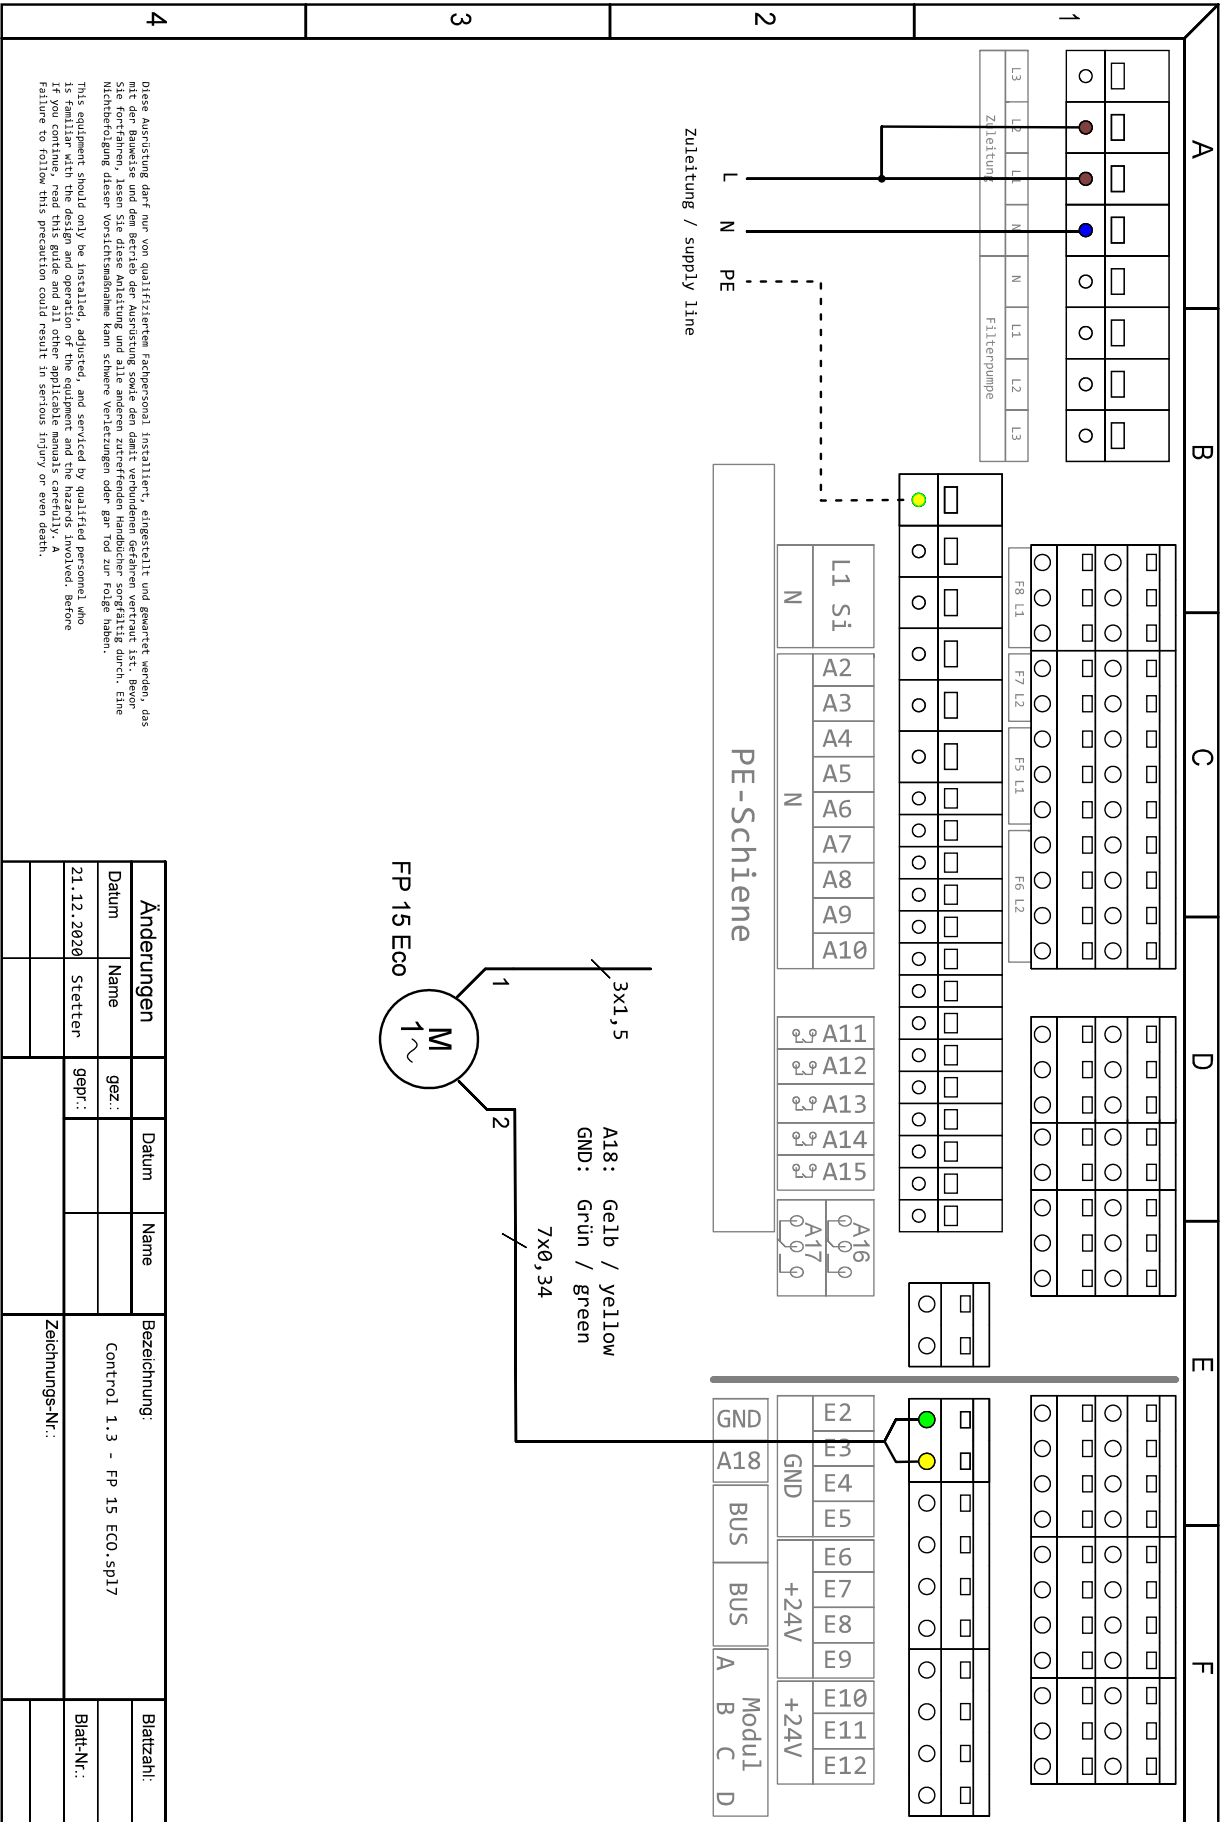 1
2
3
4
A
B
C
D
E
F
L3
L2
L1
N
N
L1
L2
L3
Zuleitung
Filterpumpe
L
N
PE
Zuleitung / supply line
F8 L1
F7 L2
F5 L1
F6 L2
L1 Si
N
A2
A3
A4
A5
A6
A7
A8
A9
A10
N
PE-Schiene
A11
A12
A13
A14
A15
A16
A17
E2
E3
E4
E5
E6
E7
E8
E9
E10
E11
E12
GND
+24V
+24V
GND
A18
BUS
BUS
Modul
A B C D
3x1,5
7x0,34
A18: Gelb / yellow
GND: Grün / green
1
2
M
1~
FP 15 Eco
Diese Ausrüstung darf nur von qualifiziertem Fachpersonal installiert, eingestellt und gewartet werden, das
mit der Bauweise und dem Betrieb der Ausrüstung sowie den damit verbundenen Gefahren vertraut ist. Bevor
Sie fortfahren, lesen Sie diese Anleitung und alle anderen zutreffenden Handbücher sorgfältig durch. Eine
Nichtbefolgung dieser Vorsichtsmaßnahme kann schwere Verletzungen oder gar Tod zur Folge haben.
This equipment should only be installed, adjusted, and serviced by qualified personnel who
is familiar with the design and operation of the equipment and the hazards involved. Before
If you continue, read this guide and all other applicable manuals carefully. A
Failure to follow this precaution could result in serious injury or even death.
Änderungen
Datum
Name
21.12.2020
Stetter
gez.:
gepr.:
Datum
Name
Bezeichnung:
Control 1.3 - FP 15 ECO.spl7
Zeichnungs-Nr.:
Blattzahl:
Blatt-Nr.: